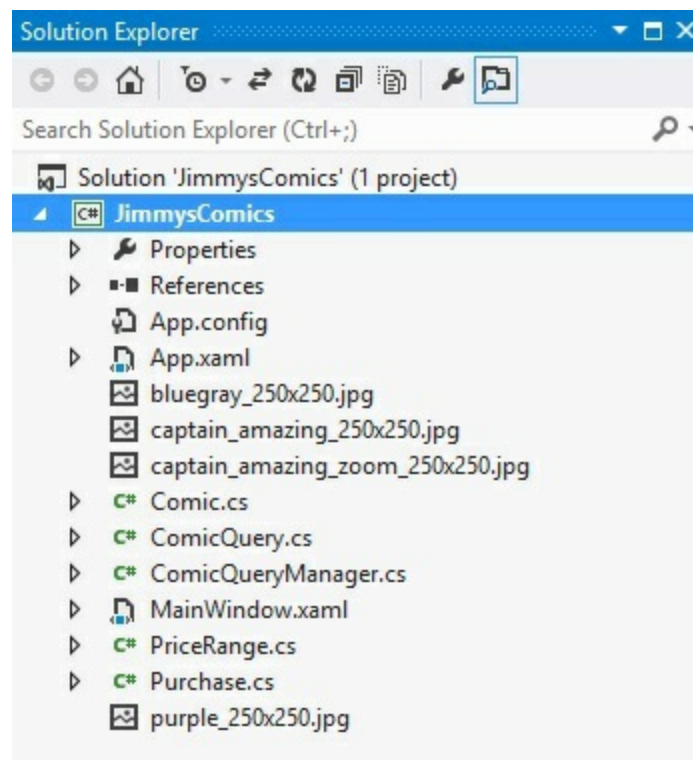 Solution Explorer
Search Solution Explorer (Ctrl+;)
Solution 'JimmysComics' (1 project)
C# JimmysComics
Properties
References
App.config
App.xaml
bluegray_250x250.jpg
captain_amazing_250x250.jpg
captain_amazing_zoom_250x250.jpg
C# Comic.cs
C# ComicQuery.cs
C# ComicQueryManager.cs
MainWindow.xaml
C# PriceRange.cs
C# Purchase.cs
purple_250x250.jpg